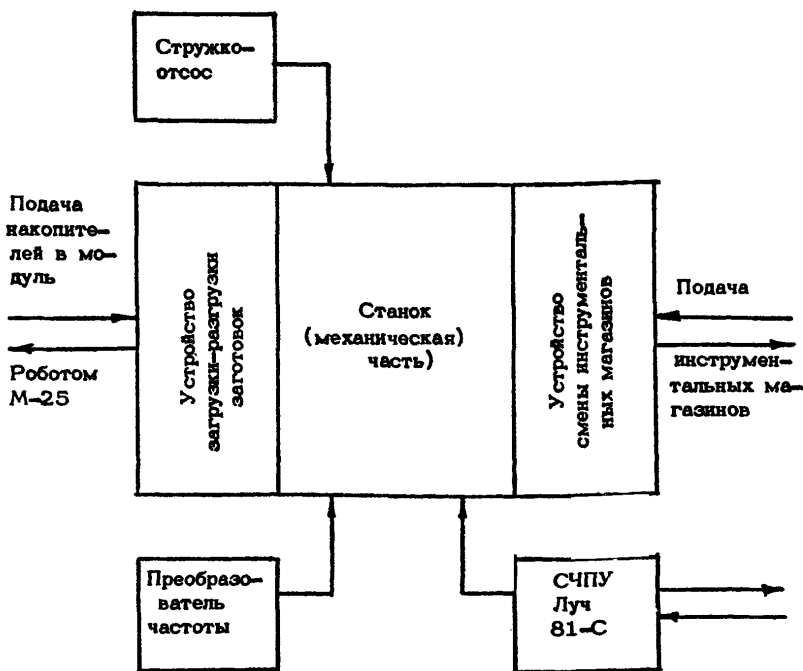 Стружко-
отсос
Подача
накопите-
лей в мо-
дуль
Роботом
М-25
Устройство
загрузки-разгрузки
заготовок
Станок
(механическая)
часть)
Устройство
смены инструменталь-
ных магазинов
Подача
инструмен-
тальных ма-
газинов
Преобразо-
ватель
частоты
СЧПУ
Луч
81-С